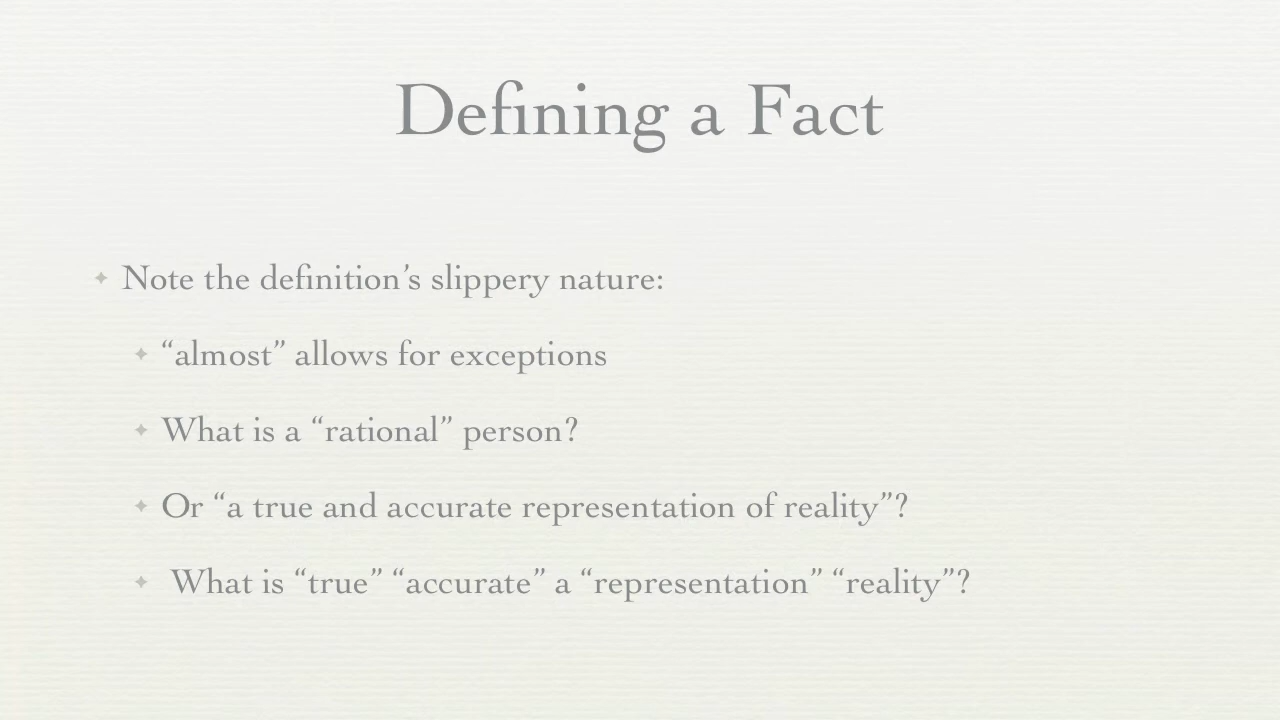 Defining a Fact
Note the definition’s slippery nature:
“almost” allows for exceptions
What is a “rational” person?
Or “a true and accurate representation of reality”?
What is “true” “accurate” a “representation” “reality”?